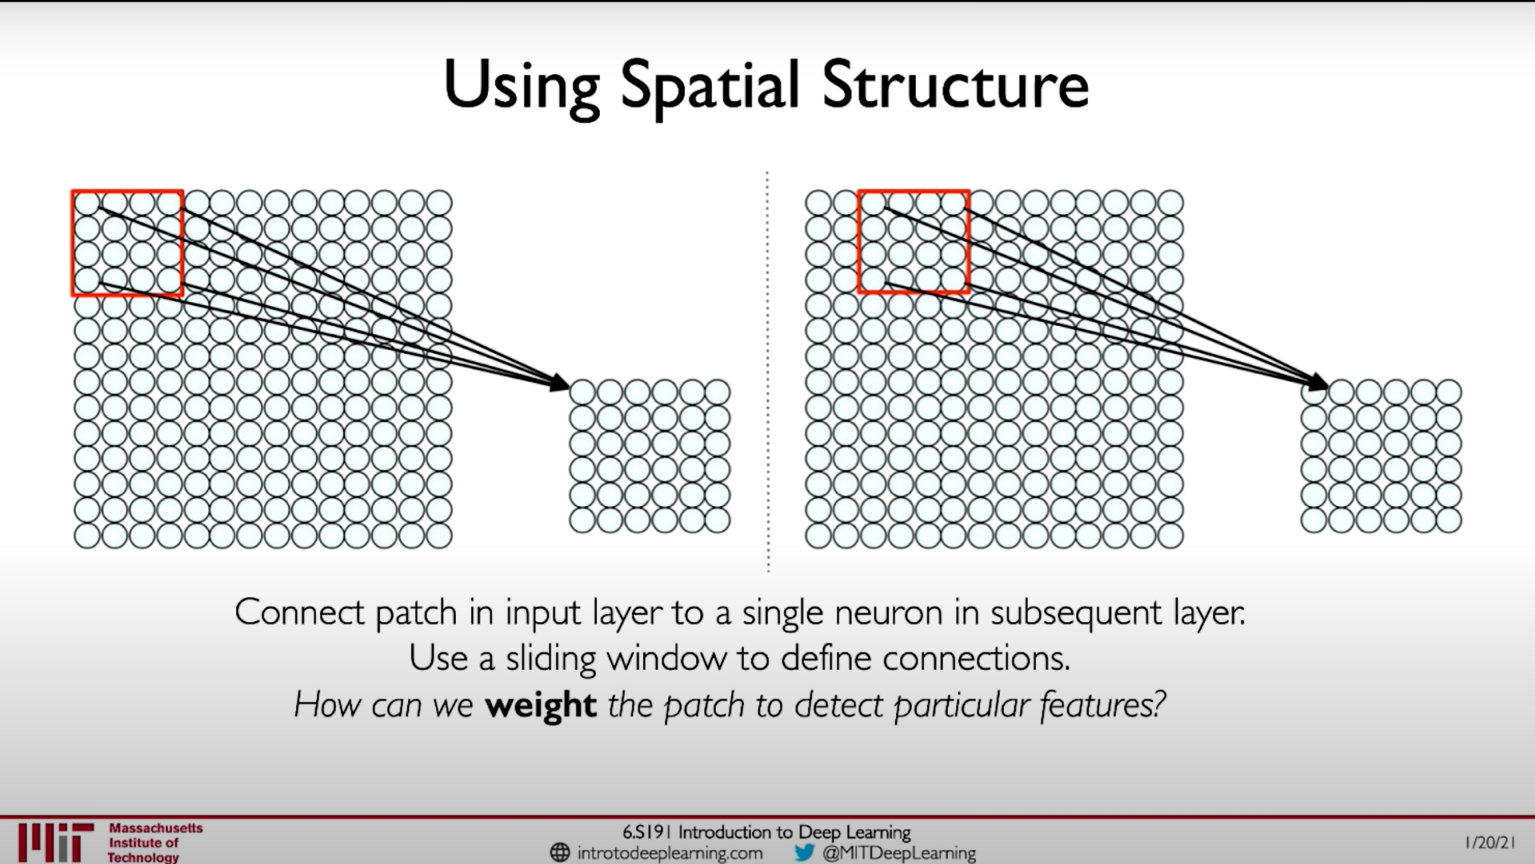 Using Spatial Structure
Connect patch in input layer to a single neuron in subsequent layer.
Use a sliding window to define connections.
How can we weight the patch to detect particular features?
Massachusetts
Institute of
Technology
6.S191 Introduction to Deep Learning
introtodeeplearning.com @MITDeepLearning
1/20/21